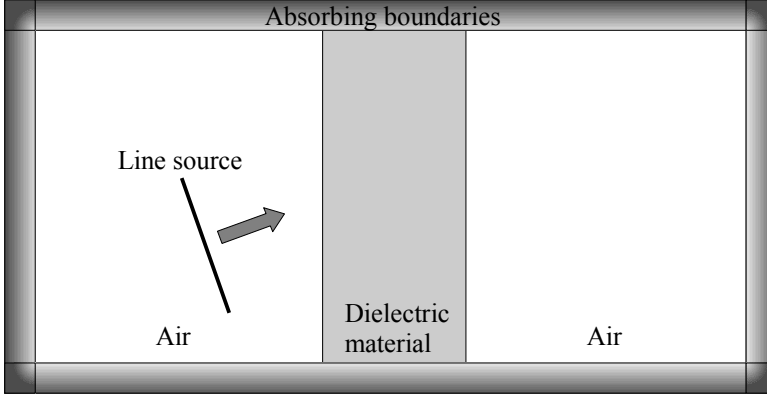 Absorbing boundaries
Line source
Air
Dielectric
material
Air